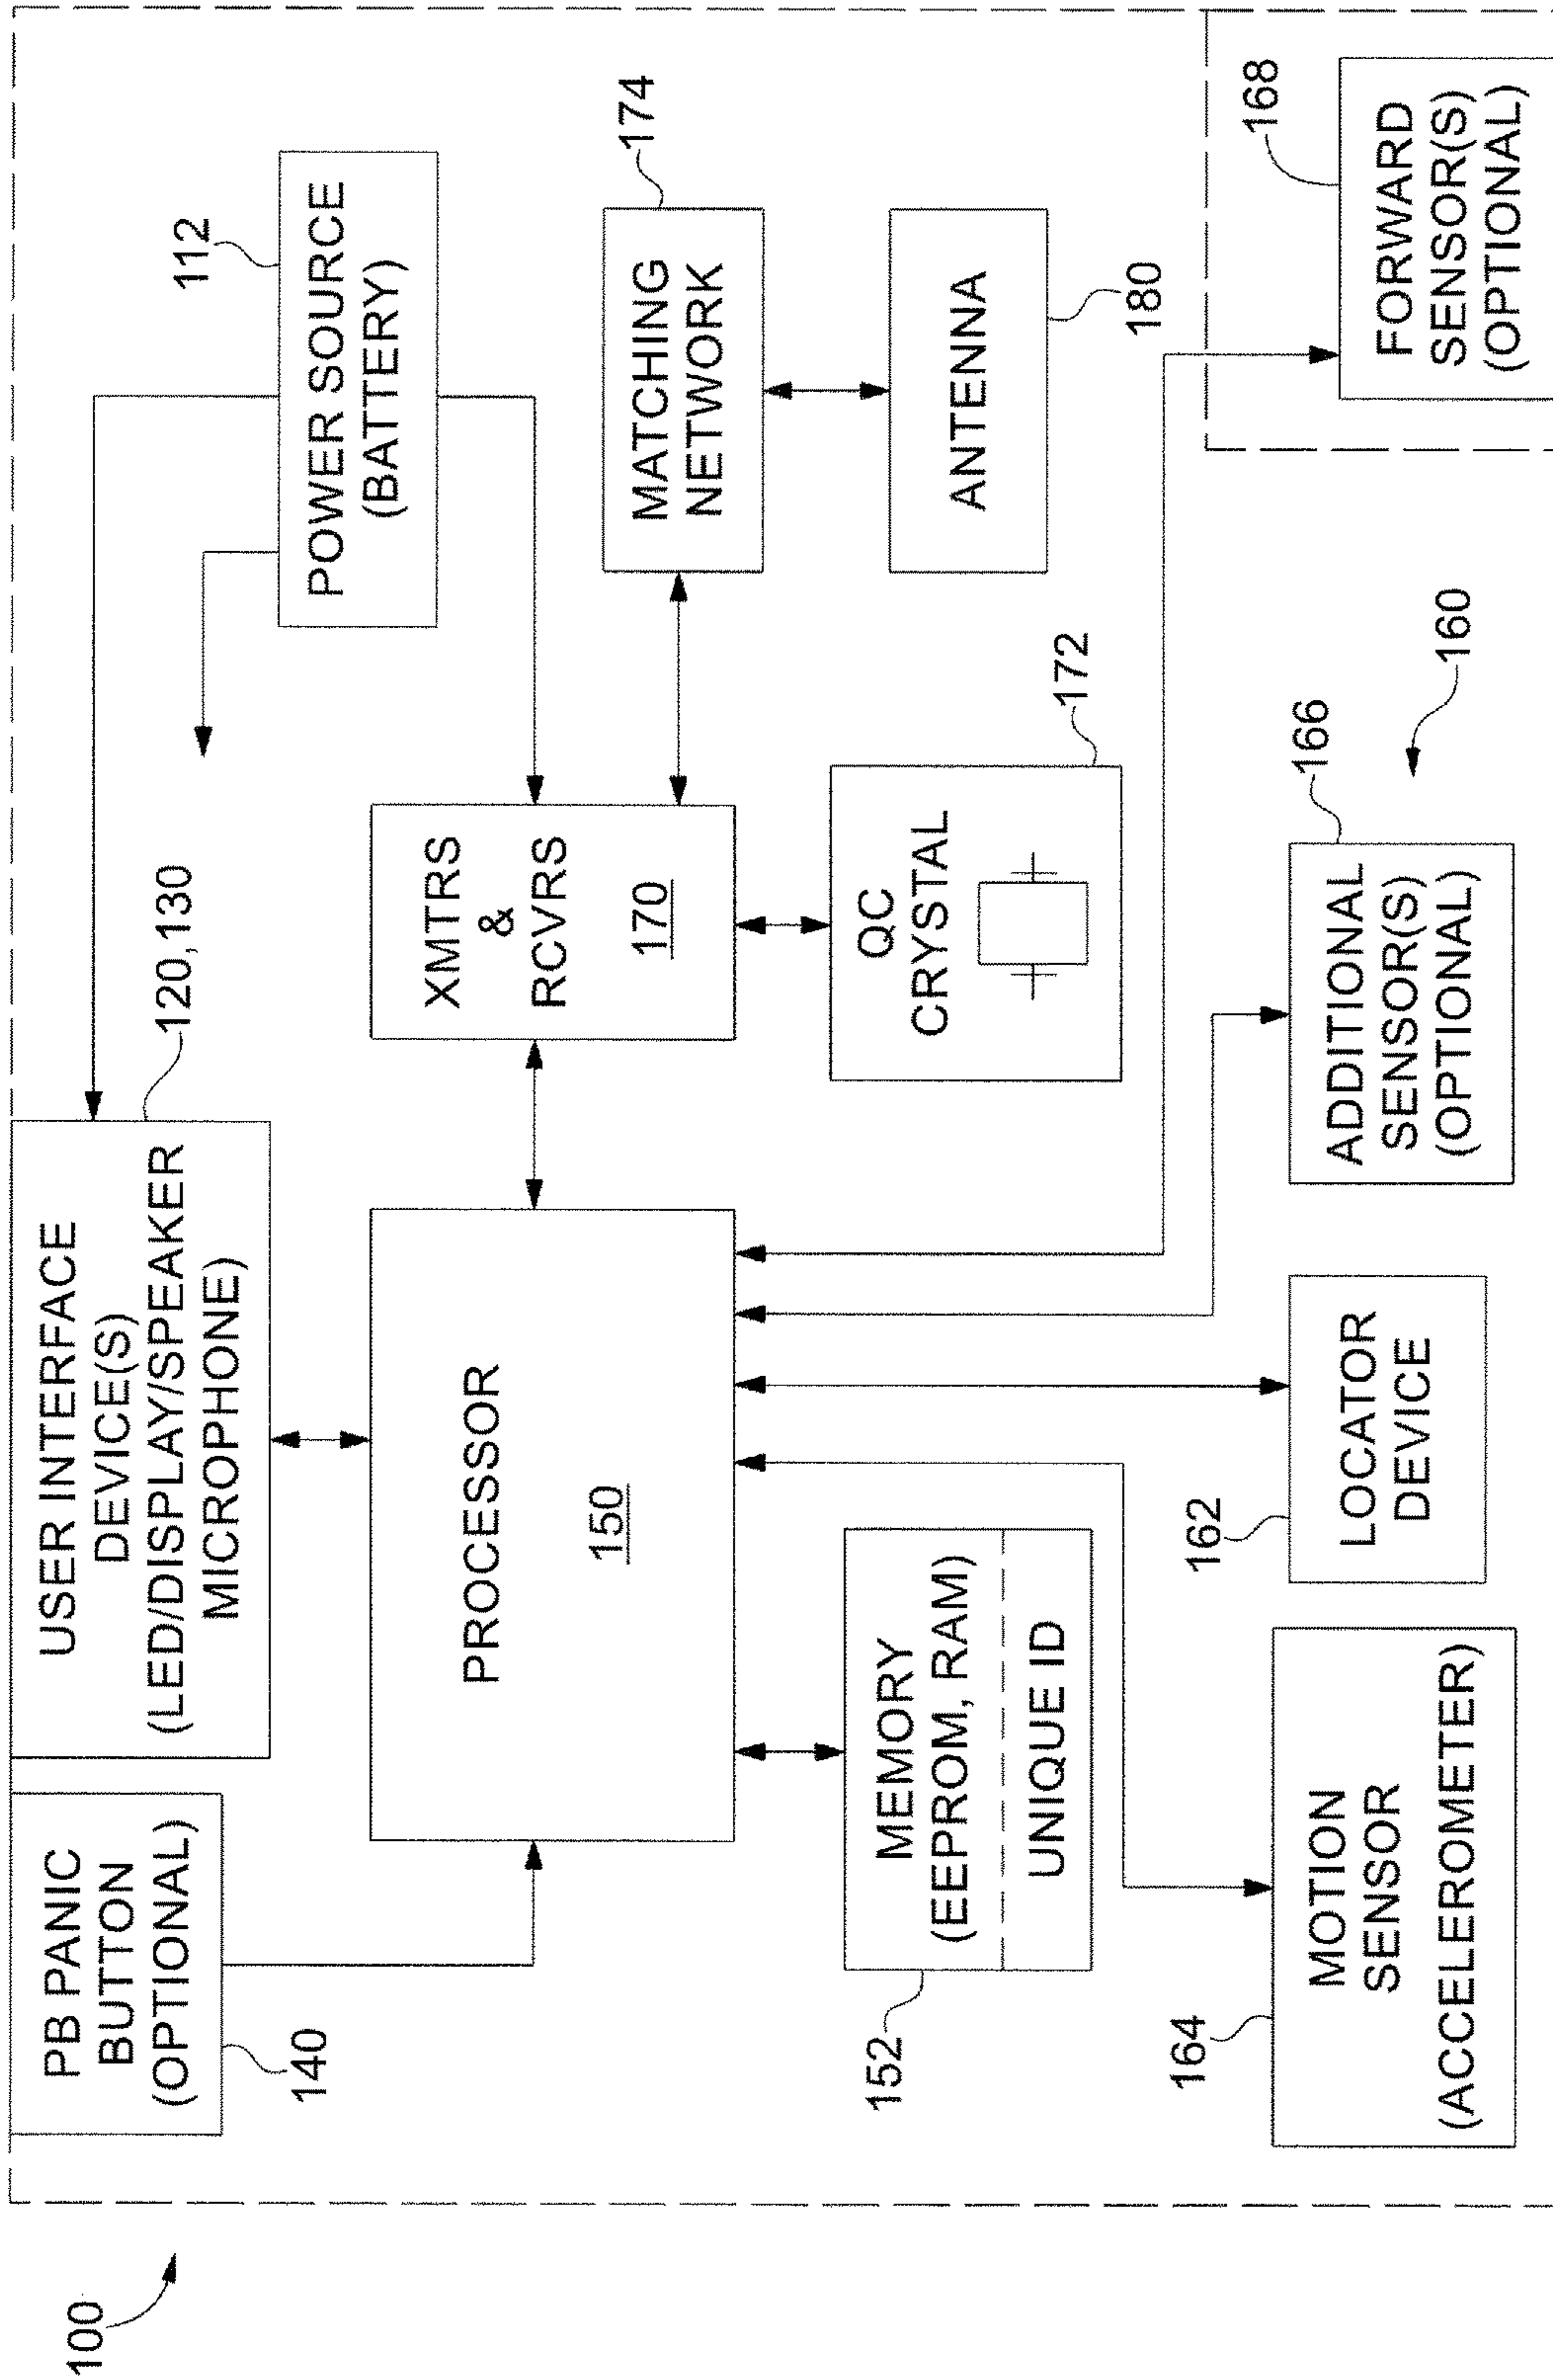 100
PB PANIC
BUTTON
(OPTIONAL)
140
USER INTERFACE
DEVICE(S)
(LED/DISPLAY/SPEAKER
MICROPHONE)
120,130
POWER SOURCE
(BATTERY)
112
PROCESSOR
150
XMTRS
&
RCVRS
170
MATCHING
NETWORK
174
MEMORY
(EEPROM, RAM)
UNIQUE ID
152
QC
CRYSTAL
172
ANTENNA
180
MOTION
SENSOR
(ACCELEROMETER)
164
LOCATOR
DEVICE
162
ADDITIONAL
SENSOR(S)
(OPTIONAL)
166
160
FORWARD
SENSOR(S)
(OPTIONAL)
168